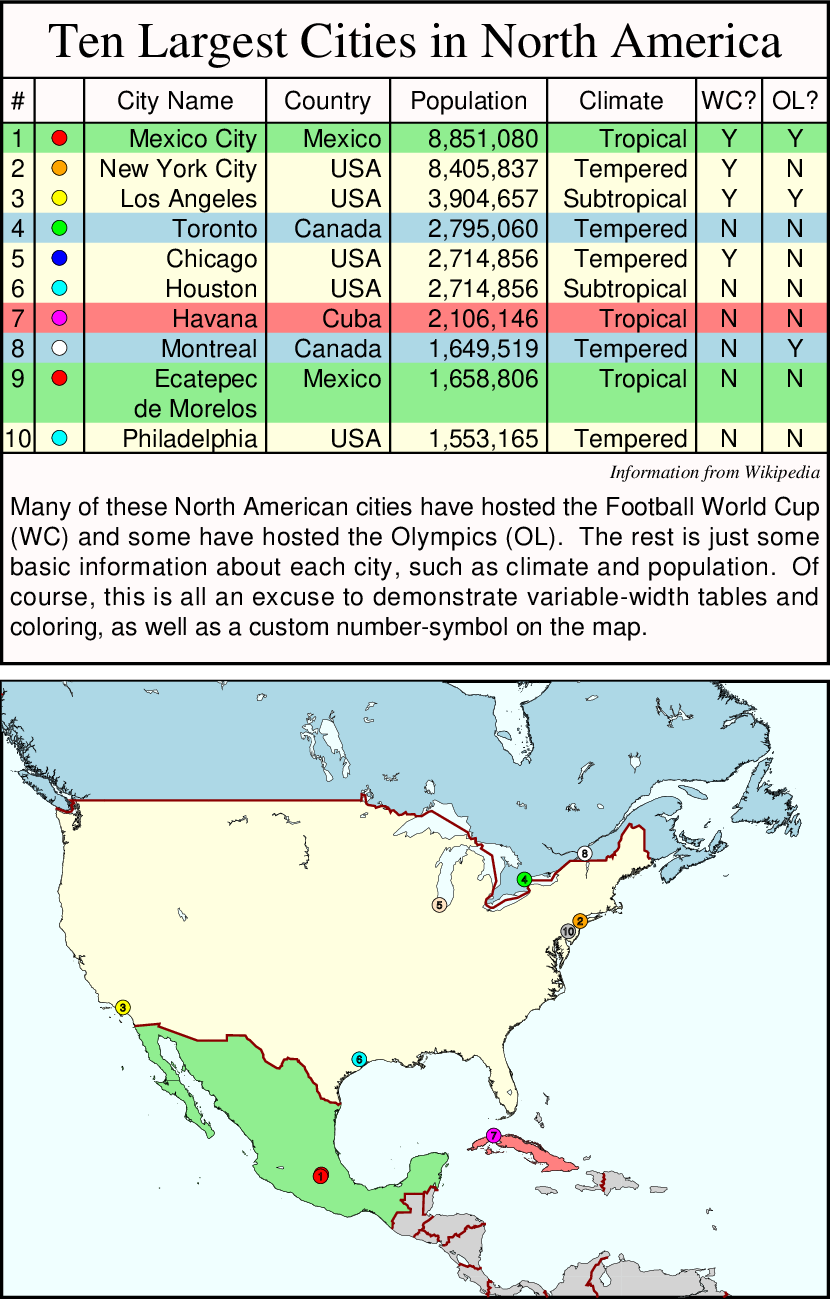 Ten Largest Cities in North America
# City Name Country Population Climate WC? OL?
1 Mexico City Mexico 8,851,080 Tropical Y Y
2 New York City USA 8,405,837 Tempered Y N
3 Los Angeles USA 3,904,657 Subtropical Y Y
4 Toronto Canada 2,795,060 Tempered N N
5 Chicago USA 2,714,856 Tempered Y N
6 Houston USA 2,714,856 Subtropical N N
7 Havana Cuba 2,106,146 Tropical N N
8 Montreal Canada 1,649,519 Tempered N Y
9 Ecatepec Mexico 1,658,806 Tropical N N
de Morelos
10 Philadelphia USA 1,553,165 Tempered N N
Information from Wikipedia
Many of these North American cities have hosted the Football World Cup
(WC) and some have hosted the Olympics (OL). The rest is just some
basic information about each city, such as climate and population. Of
course, this is all an excuse to demonstrate variable-width tables and
coloring, as well as a custom number-symbol on the map.
8
4
5
2
10
3
6
7
1